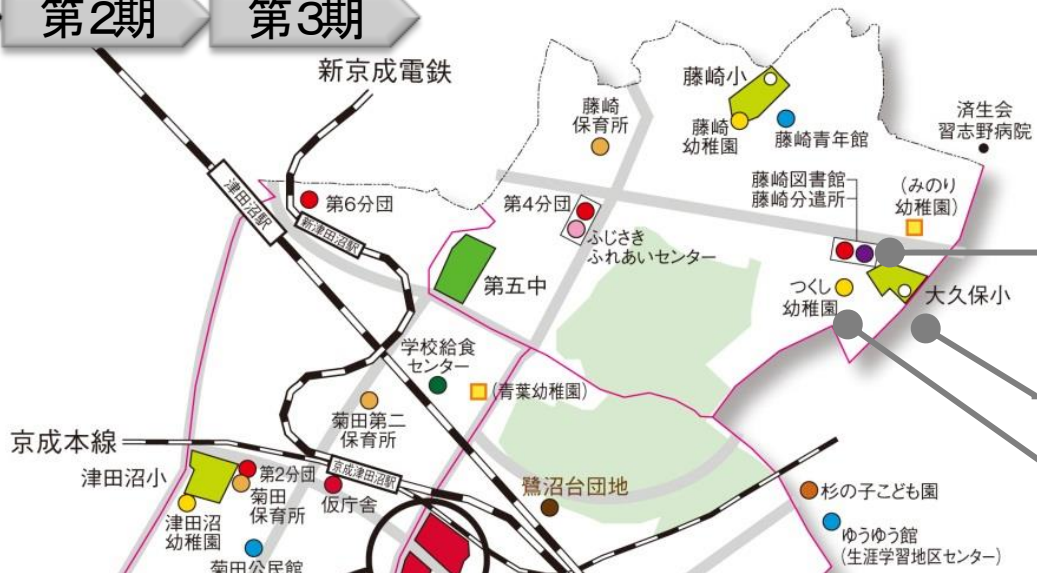 第2期
第3期
新京成電鉄
藤崎小
藤崎
保育所
藤崎
幼稚園
藤崎青年館
済生会
習志野病院
藤崎図書館
藤崎分遣所
(みのり
幼稚園)
津田沼駅
第6分団
新津田沼駅
第4分団
ふじさき
ふれあいセンター
第五中
つくし
幼稚園
大久保小
学校給食
センター
(青葉幼稚園)
菊田第二
保育所
京成本線
津田沼小
第2分団
京成津田沼駅
菊田
保育所
仮庁舎
鷺沼台団地
杉の子こども園
津田沼
幼稚園
ゆうゆう館
(生涯学習地区センター)
菊田公民館